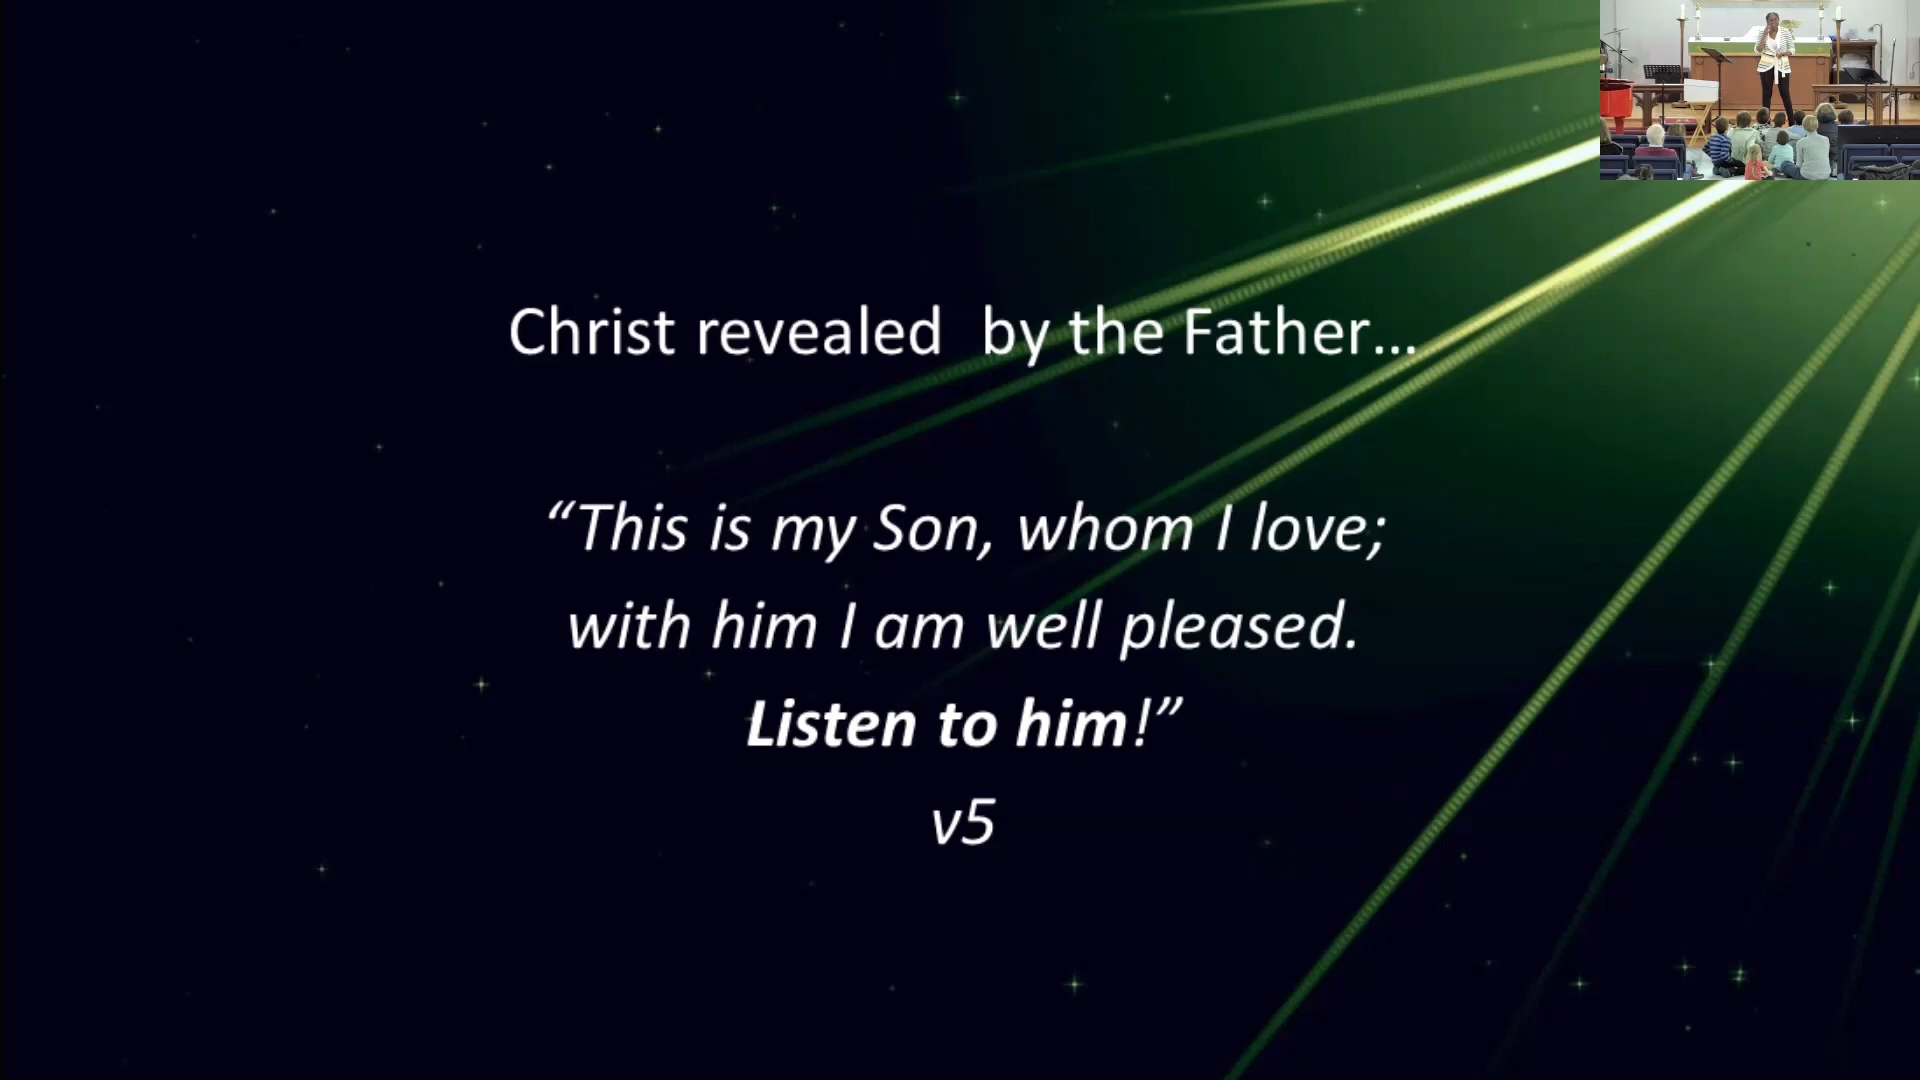 Christ revealed  by the Father...
“This is my Son, whom I love;
with him I am well pleased.
Listen to him!”
v5